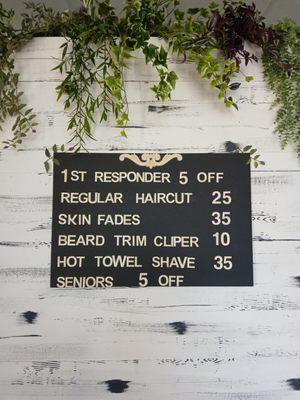 1ST RESPONDER 5 OFF
REGULAR HAIRCUT 25
SKIN FADES 35
BEARD TRIM CLIPER 10
HOT TOWEL SHAVE 35
SENIORS 5 OFF